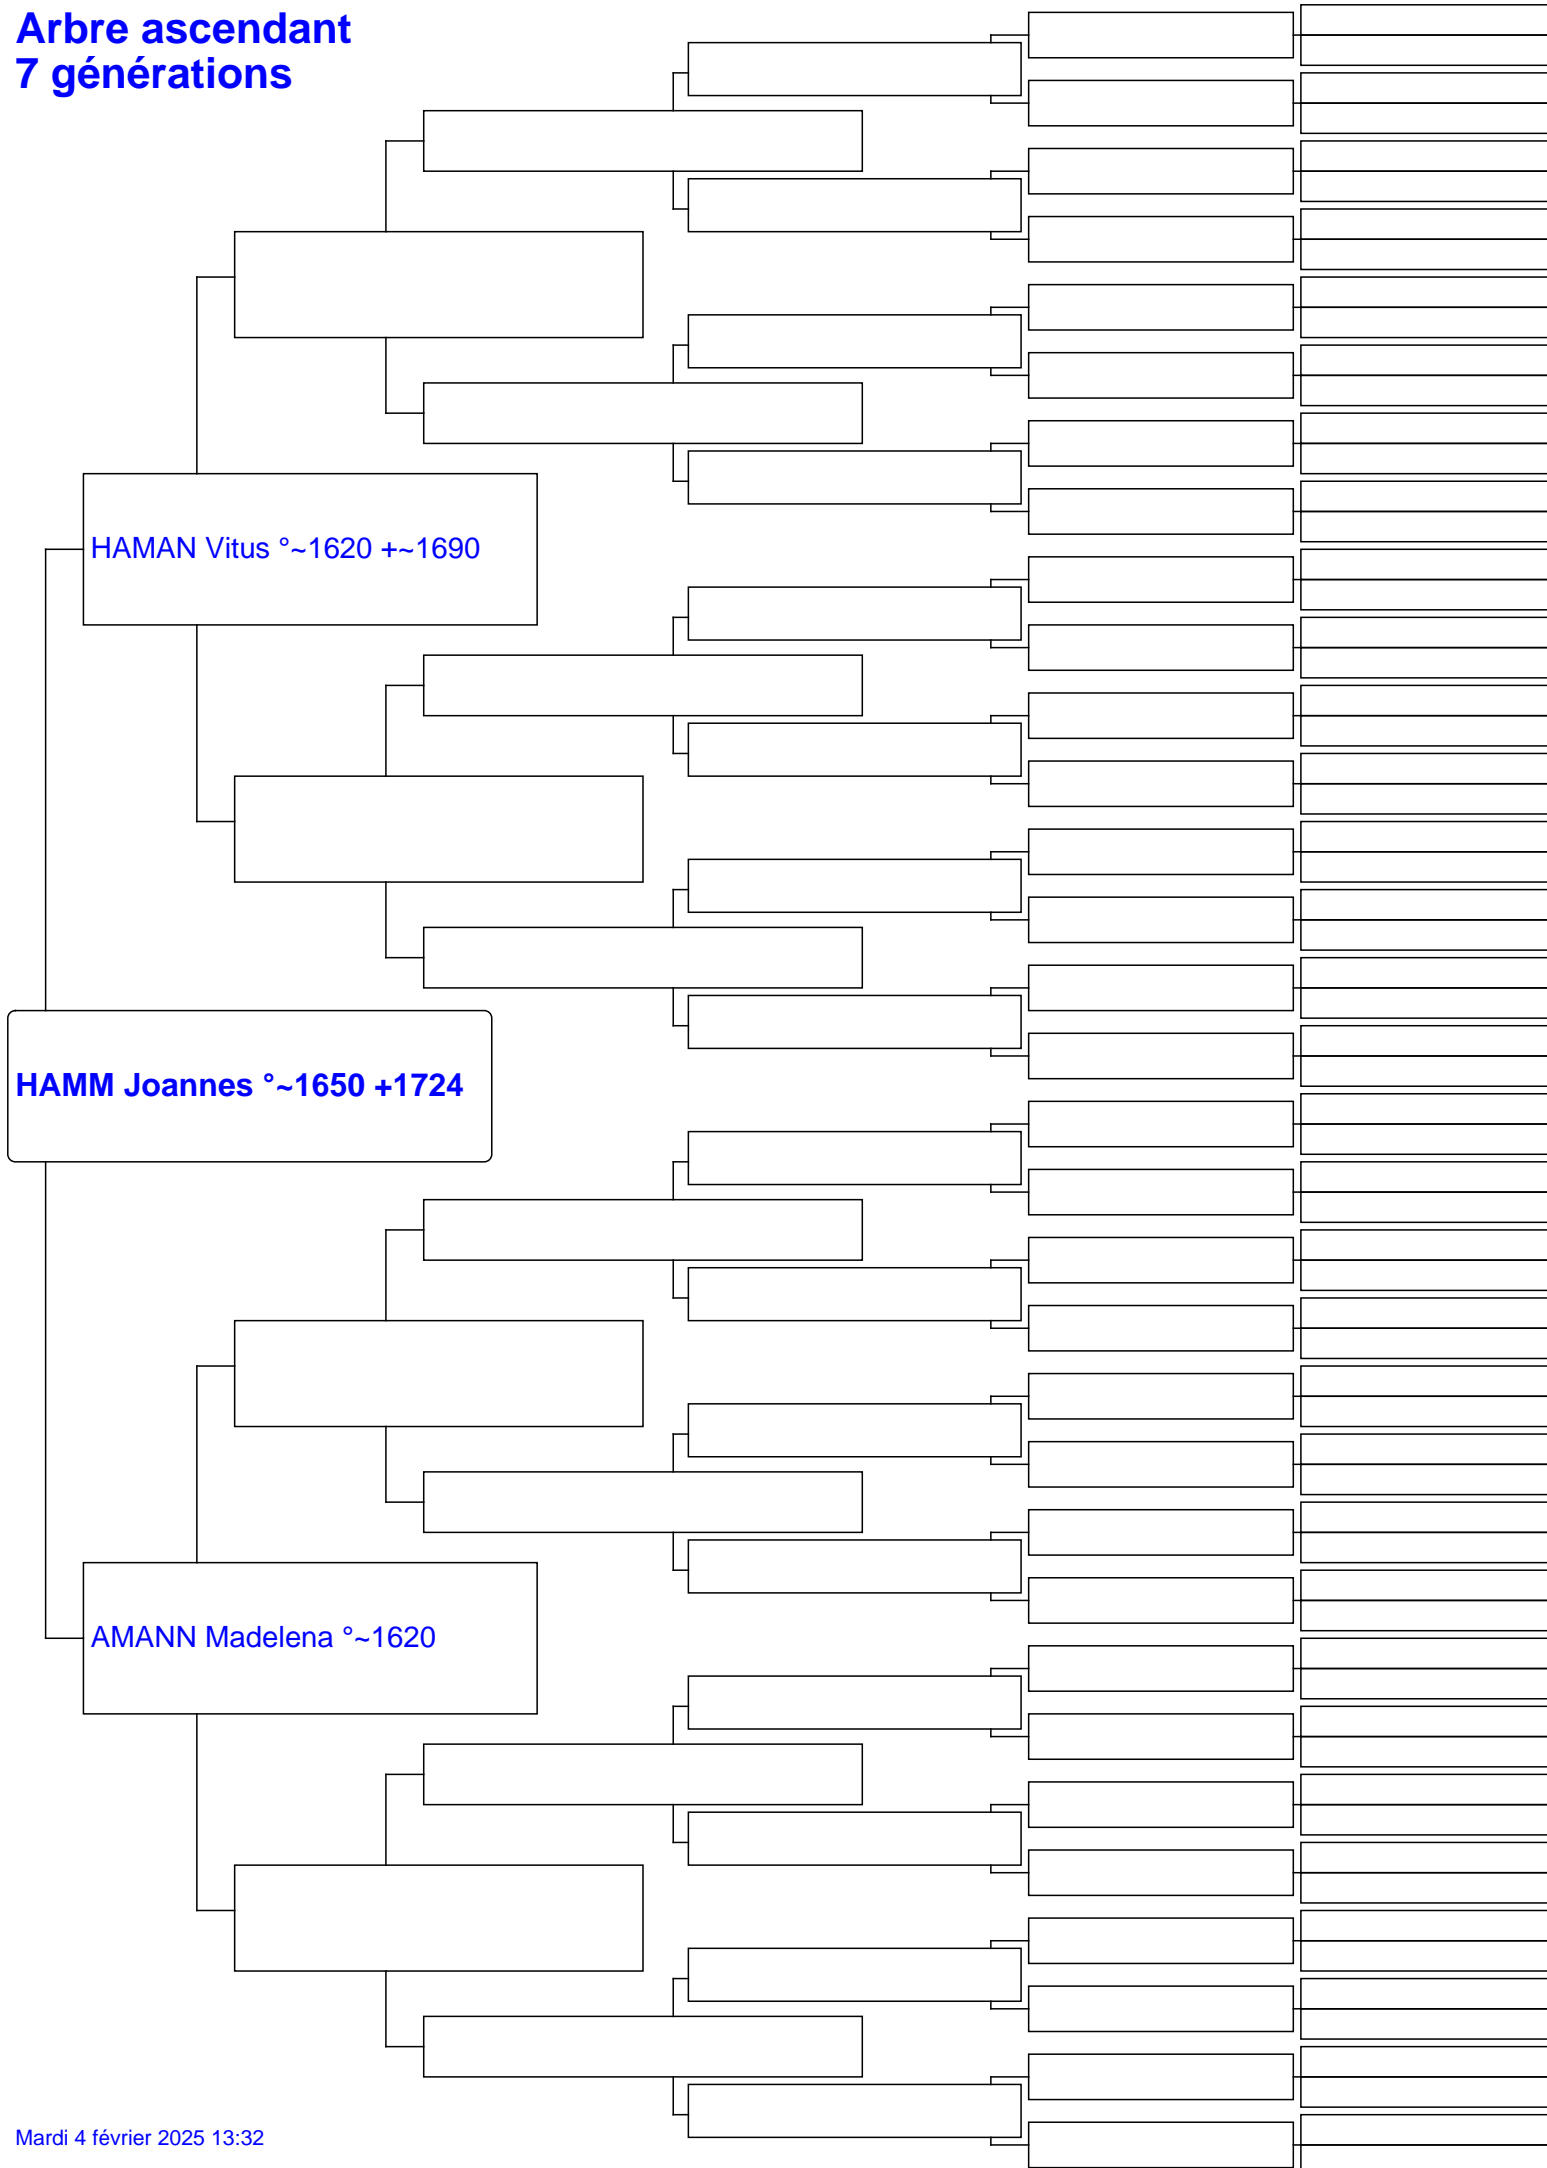 Arbre ascendant
7 générations
HAMAN Vitus °~1620 +~1690
HAMM Joannes °~1650 +1724
AMANN Madelena °~1620
Mardi 4 février 2025 13:32